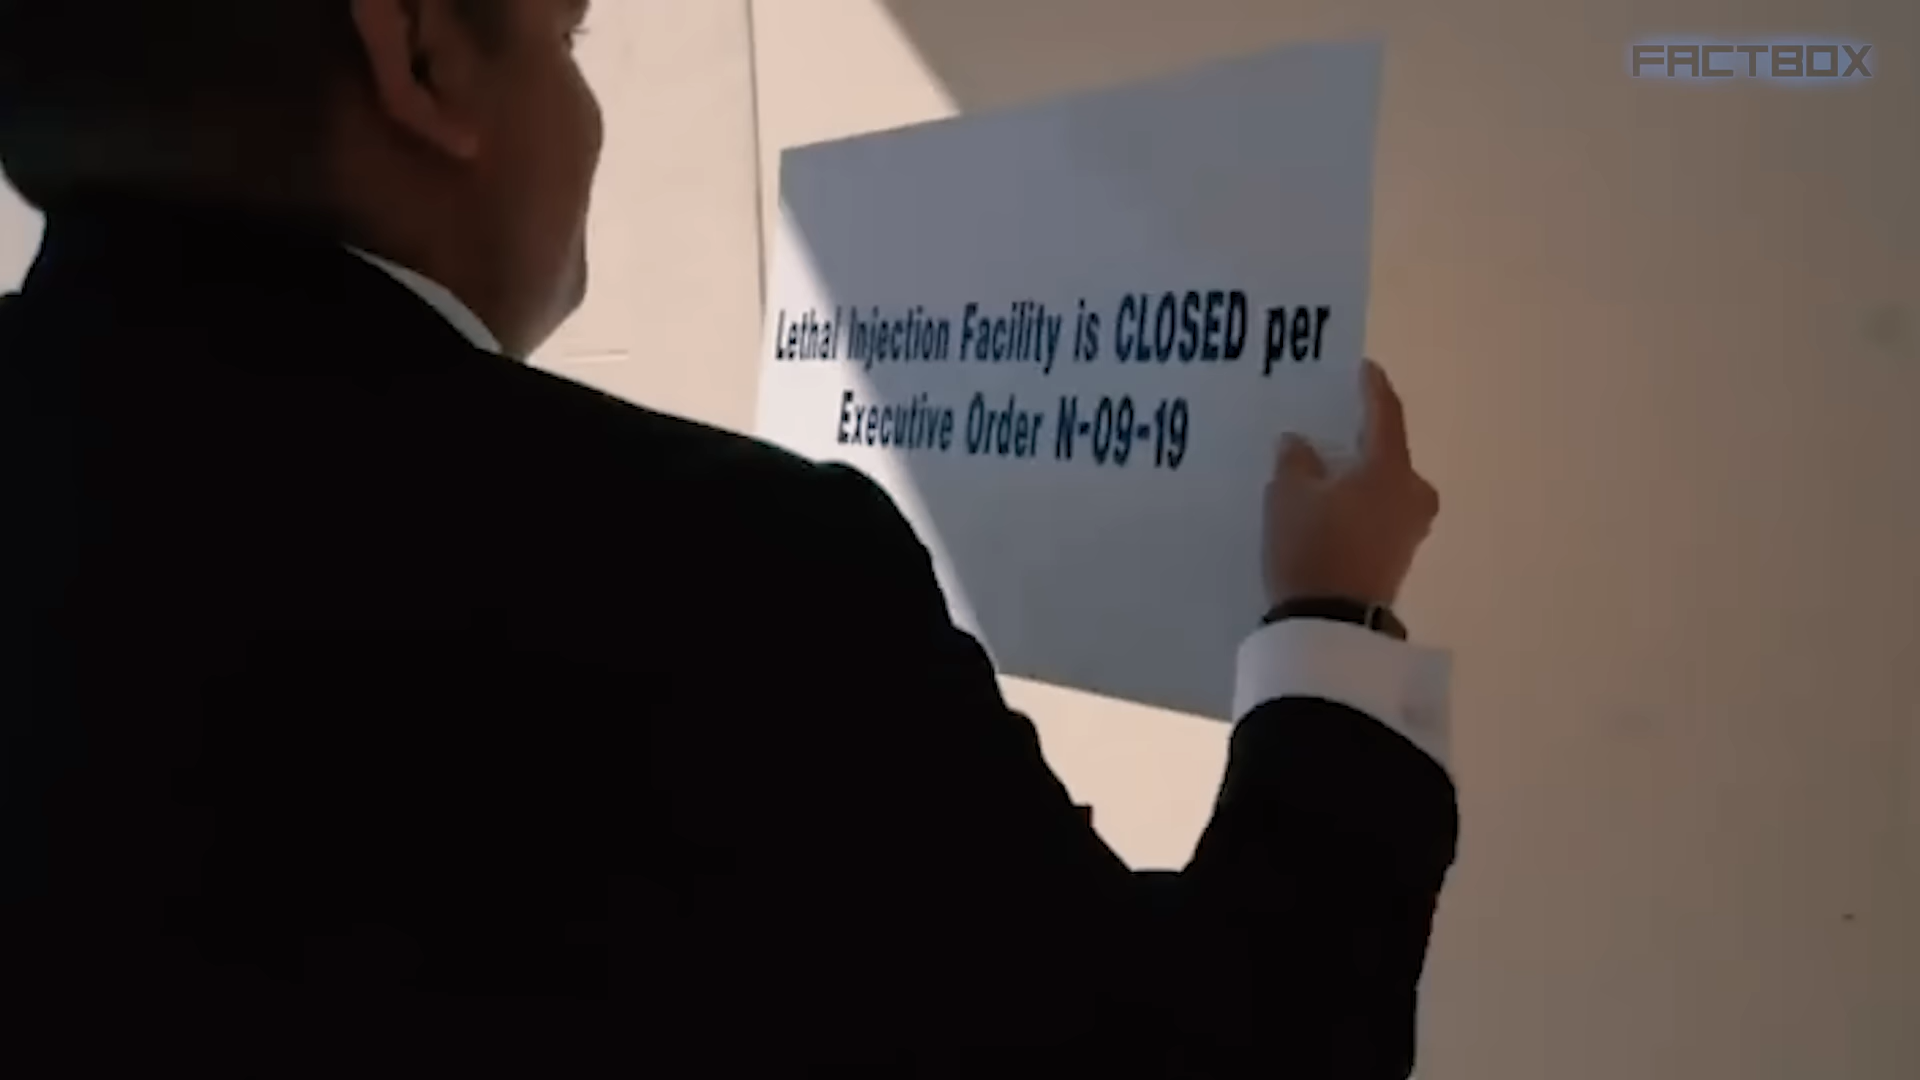 FACTBOX
Lethal Injection Facility is CLOSED per
Executive Order N-09-19